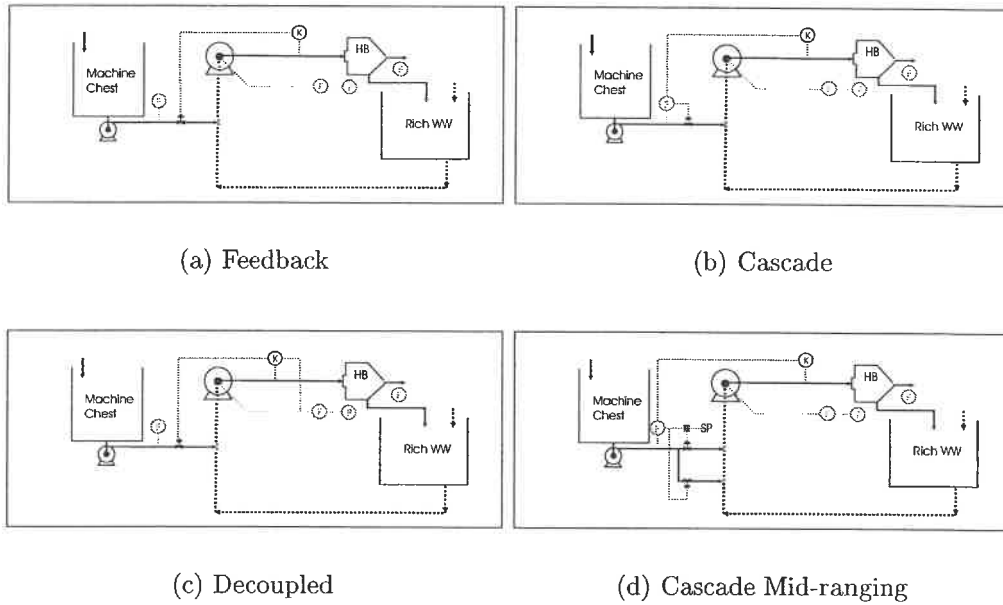 K
HB
Machine
Chest
Rich WW
(a) Feedback
K
HB
Machine
Chest
Rich WW
(b) Cascade
K
HB
Machine
Chest
Rich WW
(c) Decoupled
K
HB
Machine
Chest
SP
Rich WW
(d) Cascade Mid-ranging